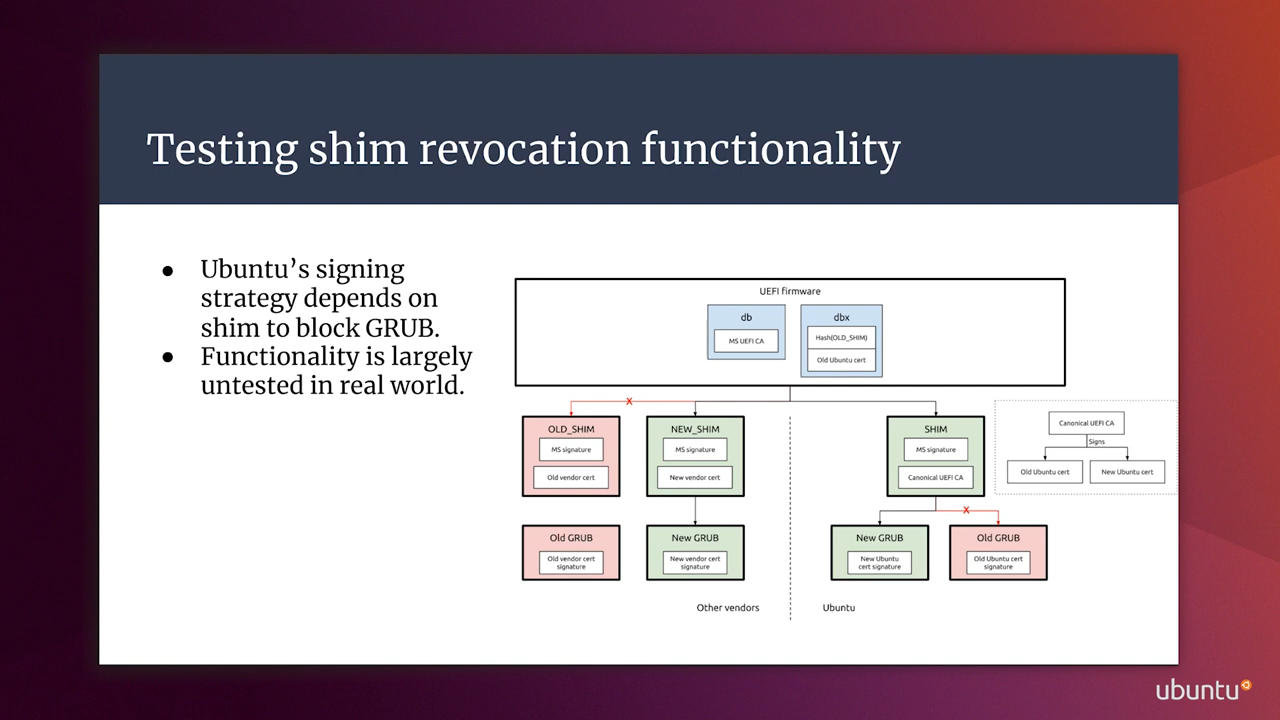 Testing shim revocation functionality
● Ubuntu’s signing
strategy depends on
shim to block GRUB.
● Functionality is largely
untested in real world.
UEFI firmware
db
MS UEFI CA
dbx
Hash(OLD_SHIM)
Old Ubuntu cert
X
OLD_SHIM
MS signature
Old vendor cert
NEW_SHIM
MS signature
New vendor cert
SHIM
MS signature
Canonical UEFI CA
Canonical UEFI CA
Signs
Old Ubuntu cert
New Ubuntu cert
X
Old GRUB
Old vendor cert
signature
New GRUB
New vendor cert
signature
New GRUB
New Ubuntu
cert signature
Old GRUB
Old Ubuntu cert
signature
Other vendors
Ubuntu
ubuntu